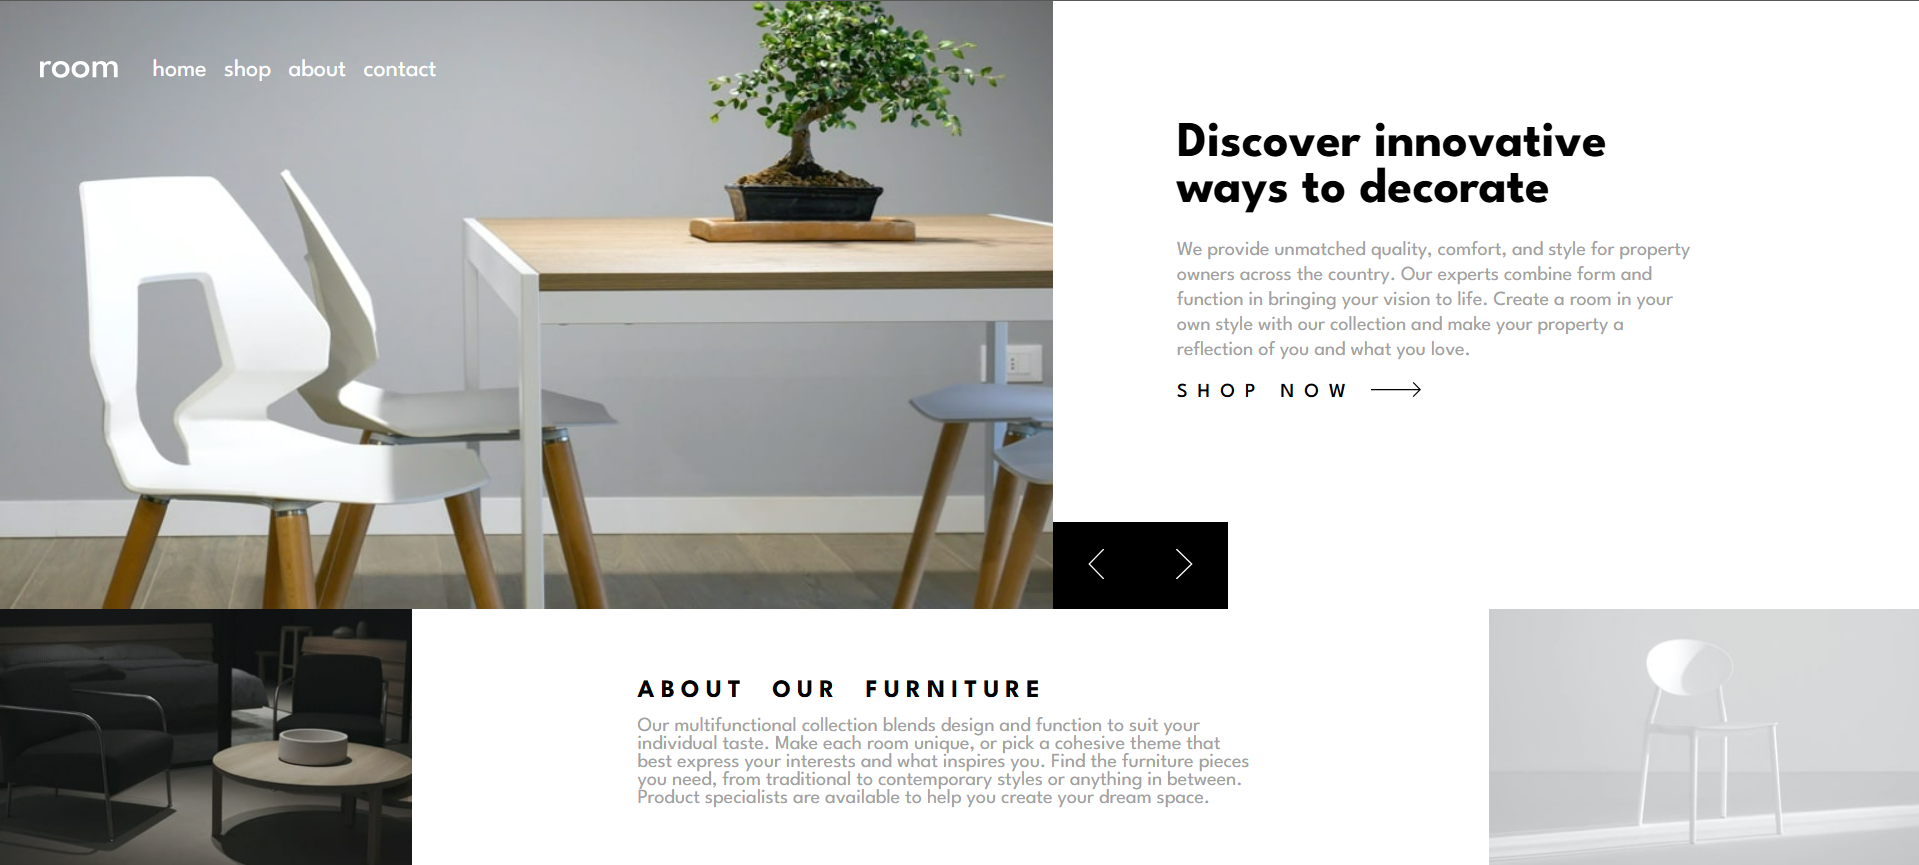 room home shop about contact
Discover innovative
ways to decorate
We provide unmatched quality, comfort, and style for property
owners across the country. Our experts combine form and
function in bringing your vision to life. Create a room in your
own style with our collection and make your property a
reflection of you and what you love.
SHOP NOW
ABOUT OUR FURNITURE
Our multifunctional collection blends design and function to suit your
individual taste. Make each room unique, or pick a cohesive theme that
best express your interests and what inspires you. Find the furniture pieces
you need, from traditional to contemporary styles or anything in between.
Product specialists are available to help you create your dream space.